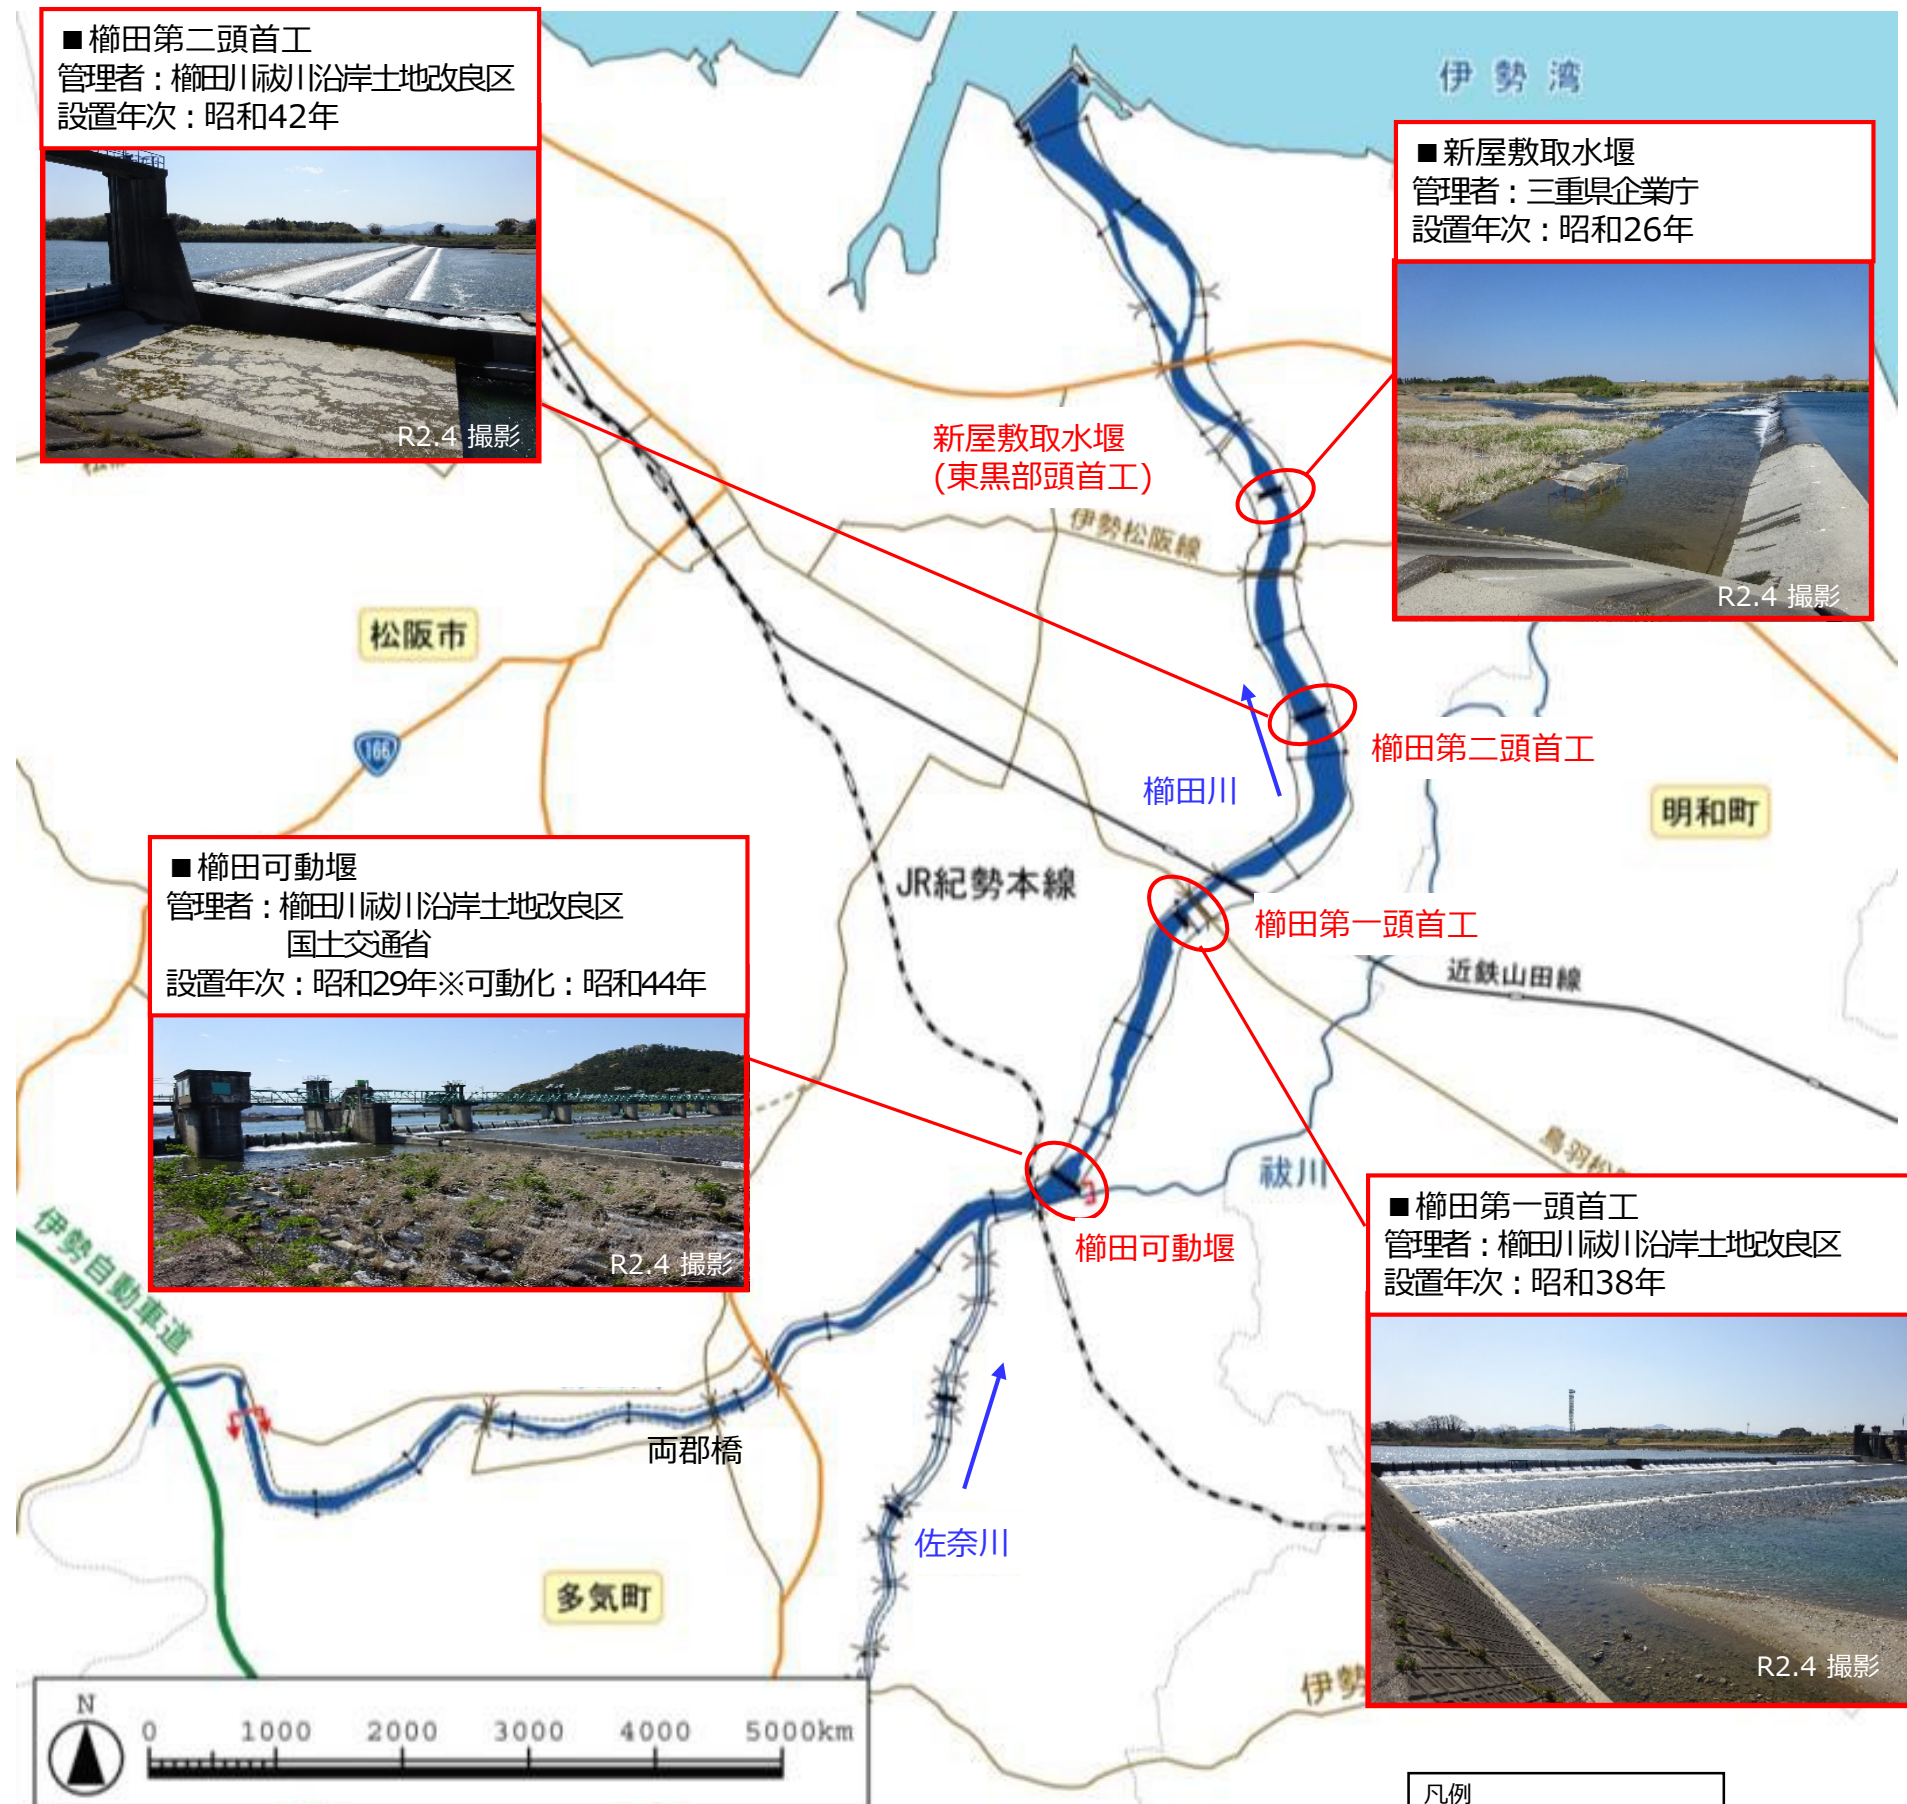 ■櫛田第二頭首工
管理者：櫛田川祓川沿岸土地改良区
設置年次：昭和42年
R2.4 撮影
伊勢湾
■新屋敷取水堰
管理者：三重県企業庁
設置年次：昭和26年
R2.4 撮影
新屋敷取水堰
(東黒部頭首工)
伊勢松阪線
松阪市
166
櫛田第二頭首工
櫛田川
明和町
■櫛田可動堰
管理者：櫛田川祓川沿岸土地改良区
国土交通省
設置年次：昭和29年※可動化：昭和44年
R2.4 撮影
JR紀勢本線
櫛田第一頭首工
近鉄山田線
鳥羽松
祓川
櫛田可動堰
■櫛田第一頭首工
管理者：櫛田川祓川沿岸土地改良区
設置年次：昭和38年
R2.4 撮影
伊勢自動車道
両郡橋
佐奈川
多気町
伊勢
N
0 1000 2000 3000 4000 5000km
凡例